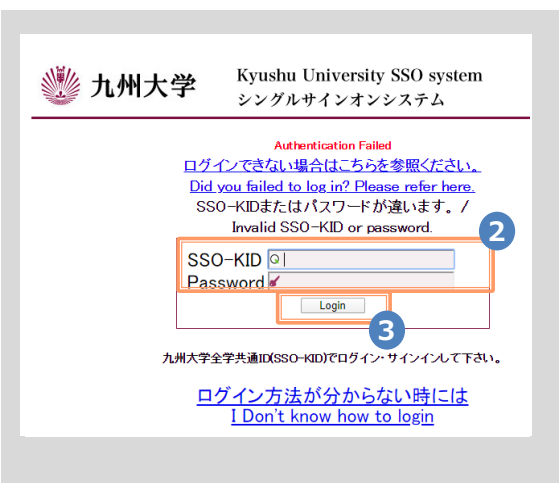 九州大学
Kyushu University SSO system
シングルサインオンシステム
Authentication Failed
ログインできない場合はこちらを参照ください。
Did you failed to log in? Please refer here.
SSO-KIDまたはパスワードが違います。/
Invalid SSO-KID or password.
2
SSO-KID
Password
Login
3
九州大学全学共通ID(SSO-KID)でログイン・サインインして下さい。
ログイン方法が分からない時には
I Don't know how to login